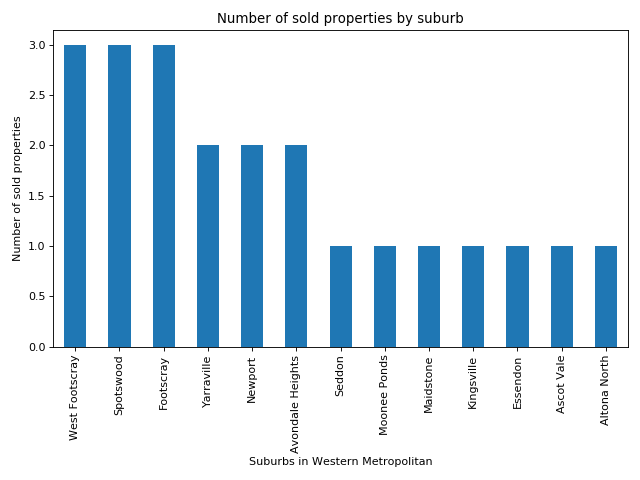 Number of sold properties by suburb
Number of sold properties
3.0
2.5
2.0
1.5
1.0
0.5
0.0
West Footscray
Spotswood
Footscray
Yarraville
Newport
Avondale Heights
Seddon
Moonee Ponds
Maidstone
Kingsville
Essendon
Ascot Vale
Altona North
Suburbs in Western Metropolitan